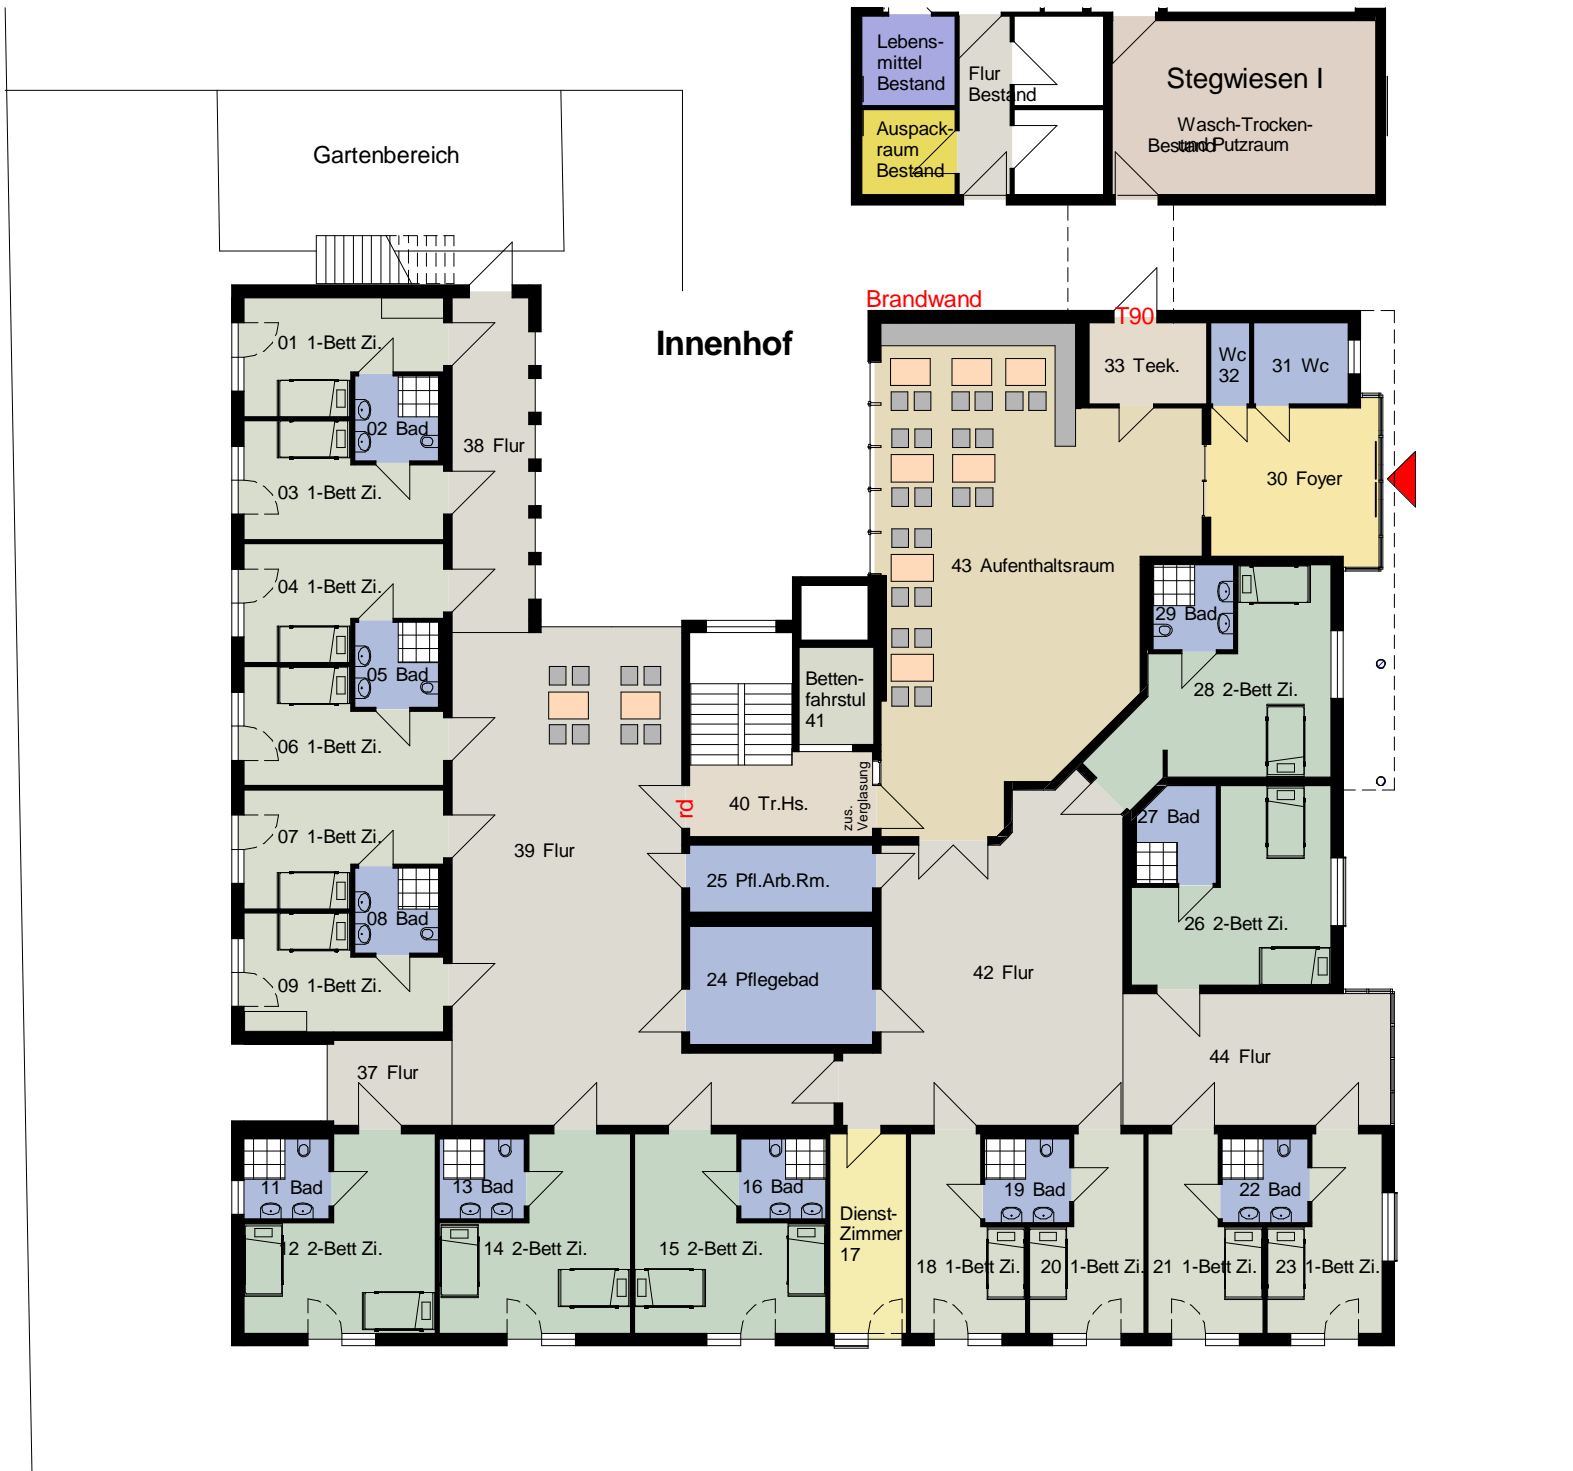 Lebens-
mittel
Bestand
Flur
Bestand
Stegwiesen I
Auspack-
raum
Bestand
Wasch-Trocken-
und Putzraum
Bestand
Gartenbereich
Innenhof
Brandwand
T90
01 1-Bett Zi.
02 Bad
03 1-Bett Zi.
38 Flur
33 Teek.
Wc
32
31 Wc
30 Foyer
43 Aufenthaltsraum
04 1-Bett Zi.
05 Bad
06 1-Bett Zi.
29 Bad
28 2-Bett Zi.
Betten-
fahrstul
41
40 Tr.Hs.
rd
zus.
Verglasung
07 1-Bett Zi.
08 Bad
09 1-Bett Zi.
39 Flur
27 Bad
25 Pfl.Arb.Rm.
26 2-Bett Zi.
24 Pflegebad
42 Flur
37 Flur
44 Flur
11 Bad
12 2-Bett Zi.
13 Bad
14 2-Bett Zi.
16 Bad
15 2-Bett Zi.
Dienst-
Zimmer
17
19 Bad
18 1-Bett Zi.
20 1-Bett Zi.
22 Bad
21 1-Bett Zi.
23 1-Bett Zi.